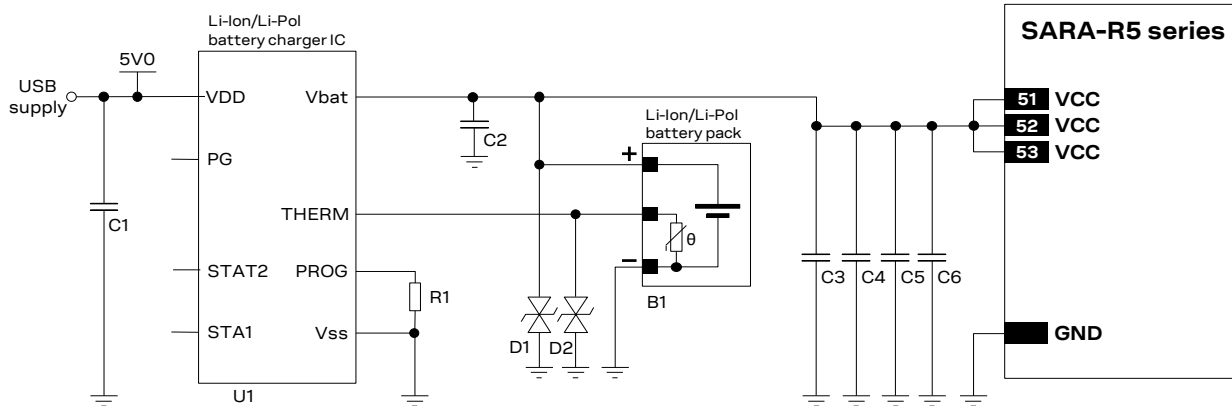 Li-Ion/Li-Pol
battery charger IC
SARA-R5 series
5V0
USB
supply
VDD
Vbat
Li-Ion/Li-Pol
battery pack
51 VCC
52 VCC
53 VCC
C2
+
PG
THERM
C1
θ
STAT2
PROG
–
C3
C4
C5
C6
R1
B1
STA1
Vss
D1
D2
GND
U1